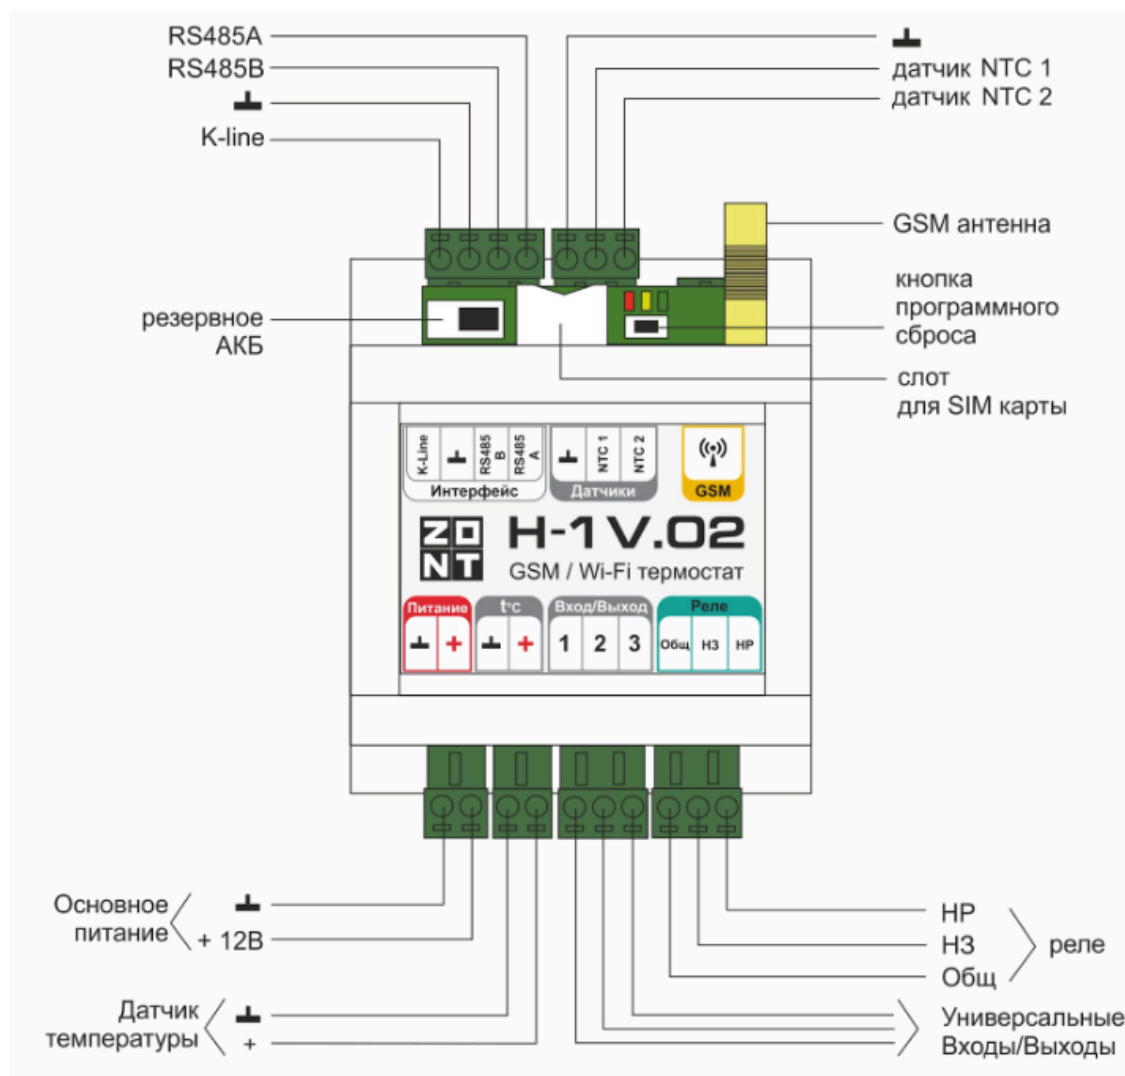 RS485A
RS485B
K-line
датчик NTC 1
датчик NTC 2
GSM антенна
кнопка
программного
сброса
резервное
АКБ
слот
для SIM карты
K-Line
RS485
B
RS485
A
NTC 1
NTC 2
Интерфейс
Датчики
GSM
ZONT
H-1V.02
GSM / Wi-Fi термостат
Питание
t°C
Вход/Выход
Реле
+
+
1
2
3
Общ
НЗ
НР
Основное
питание
+ 12В
Датчик
температуры
+
НР
НЗ
Общ
реле
Универсальные
Входы/Выходы